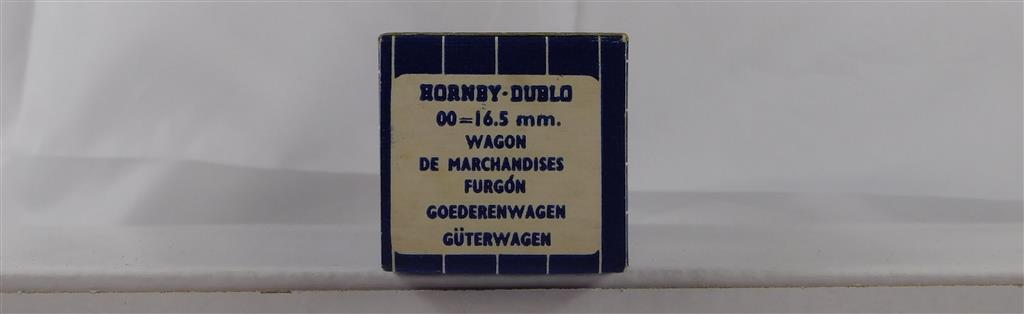 HORNBY-DUBLO
00=16.5 mm.
WAGON
DE MARCHANDISES
FURGÓN
GOEDERENWAGEN
GÜTERWAGEN